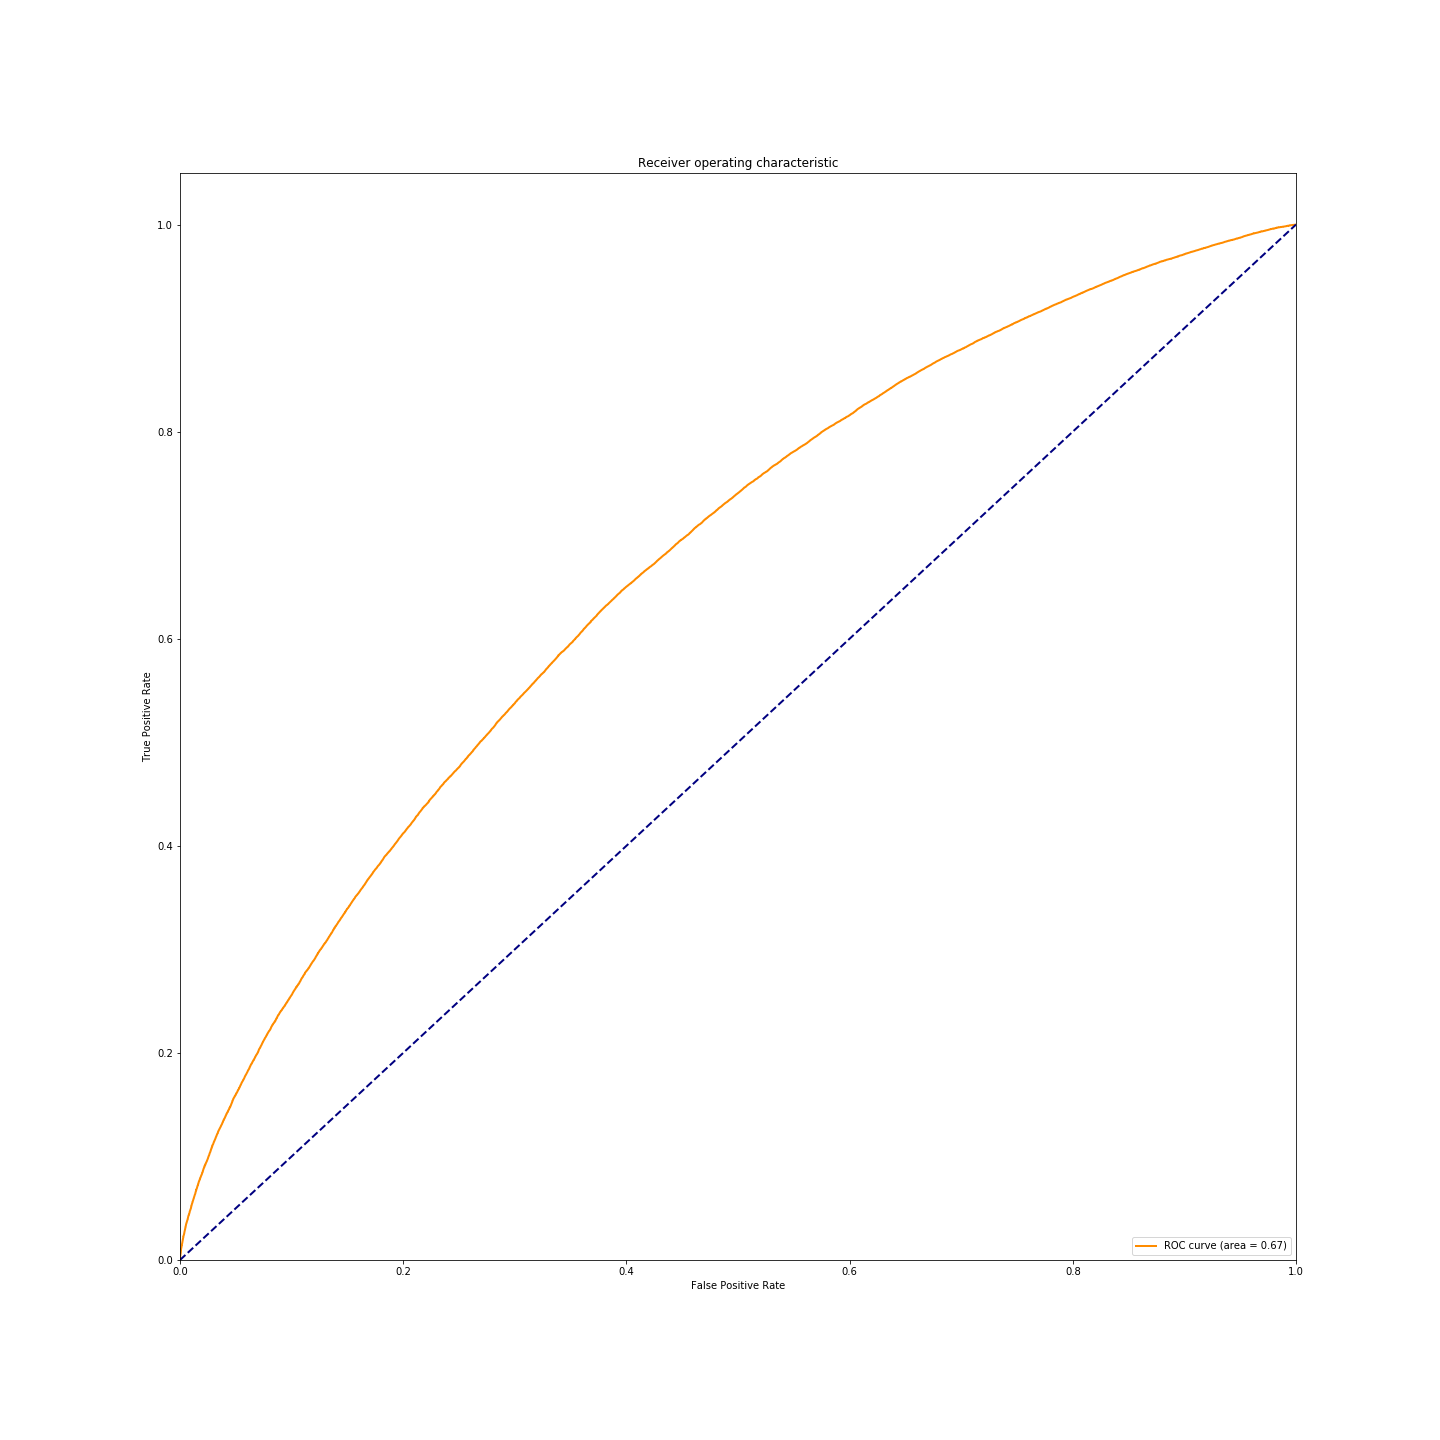 Receiver operating characteristic
1.0
0.8
0.6
0.4
0.2
0.0
True Positive Rate
0.0 0.2 0.4 0.6 0.8 1.0
False Positive Rate
ROC curve (area = 0.67)